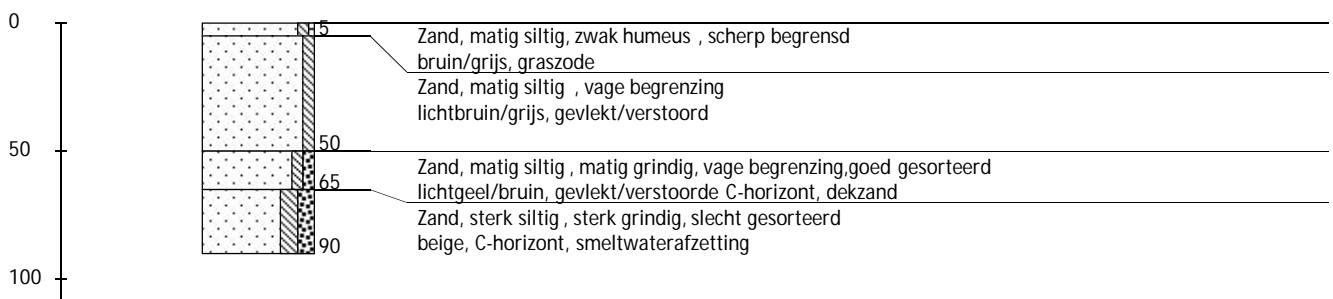 0
5
Zand, matig siltig, zwak humeus , scherp begrensd
bruin/grijs, graszode
Zand, matig siltig , vage begrenzing
lichtbruin/grijs, gevlekt/verstoord
50
50
Zand, matig siltig , matig grindig, vage begrenzing,goed gesorteerd
lichtgeel/bruin, gevlekt/verstoorde C-horizont, dekzand
65
Zand, sterk siltig , sterk grindig, slecht gesorteerd
beige, C-horizont, smeltwaterafzetting
90
100